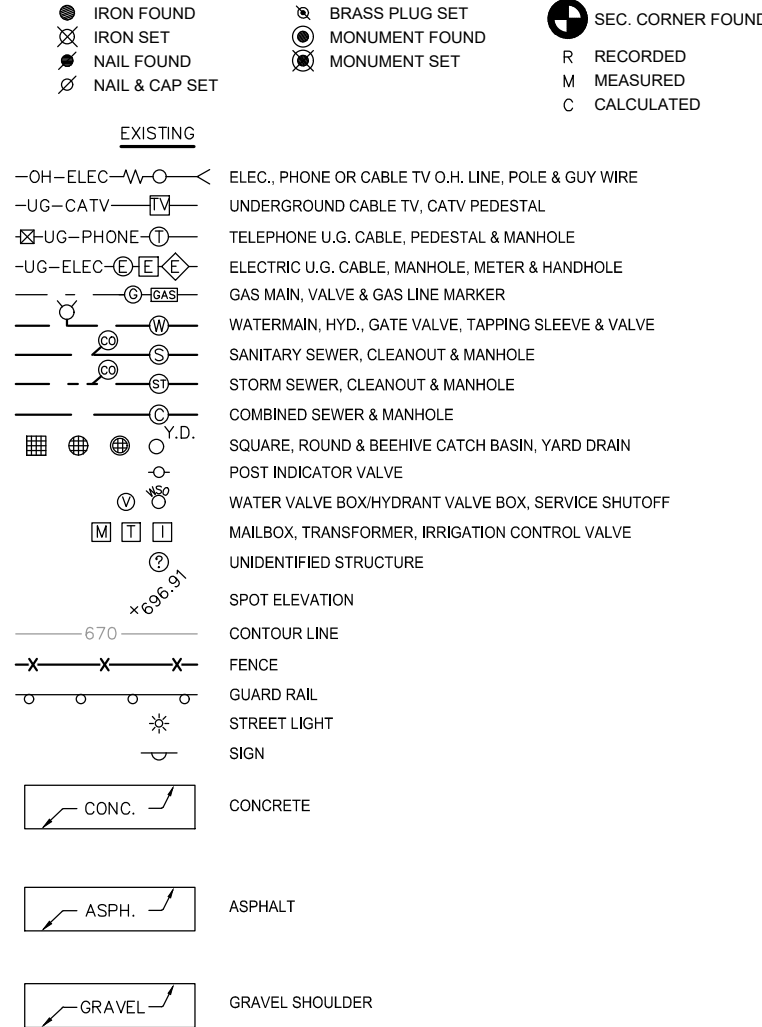 IRON FOUND BRASS PLUG SET SEC. CORNER FOUND
IRON SET MONUMENT FOUND
NAIL FOUND MONUMENT SET R RECORDED
NAIL & CAP SET M MEASURED
C CALCULATED
EXISTING
OH-ELEC ELEC., PHONE OR CABLE TV O.H. LINE, POLE & GUY WIRE
UG-CATV TV UNDERGROUND CABLE TV, CATV PEDESTAL
UG-PHONE T TELEPHONE U.G. CABLE, PEDESTAL & MANHOLE
UG-ELEC E E E ELECTRIC U.G. CABLE, MANHOLE, METER & HANDHOLE
G GAS GAS MAIN, VALVE & GAS LINE MARKER
W WATERMAIN, HYD., GATE VALVE, TAPPING SLEEVE & VALVE
CO S SANITARY SEWER, CLEANOUT & MANHOLE
CO ST STORM SEWER, CLEANOUT & MANHOLE
C COMBINED SEWER & MANHOLE
Y.D. SQUARE, ROUND & BEEHIVE CATCH BASIN, YARD DRAIN
POST INDICATOR VALVE
V WSO WATER VALVE BOX/HYDRANT VALVE BOX, SERVICE SHUTOFF
M T I MAILBOX, TRANSFORMER, IRRIGATION CONTROL VALVE
? UNIDENTIFIED STRUCTURE
×696.91 SPOT ELEVATION
670 CONTOUR LINE
X X X FENCE
GUARD RAIL
STREET LIGHT
SIGN
CONC. CONCRETE
ASPH. ASPHALT
GRAVEL GRAVEL SHOULDER